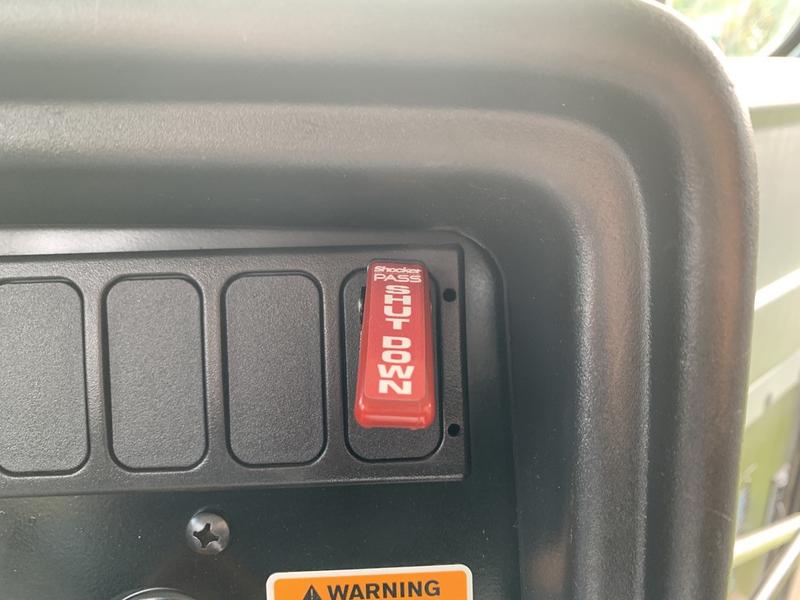 Shocker
PASS
SHUT DOWN
WARNING